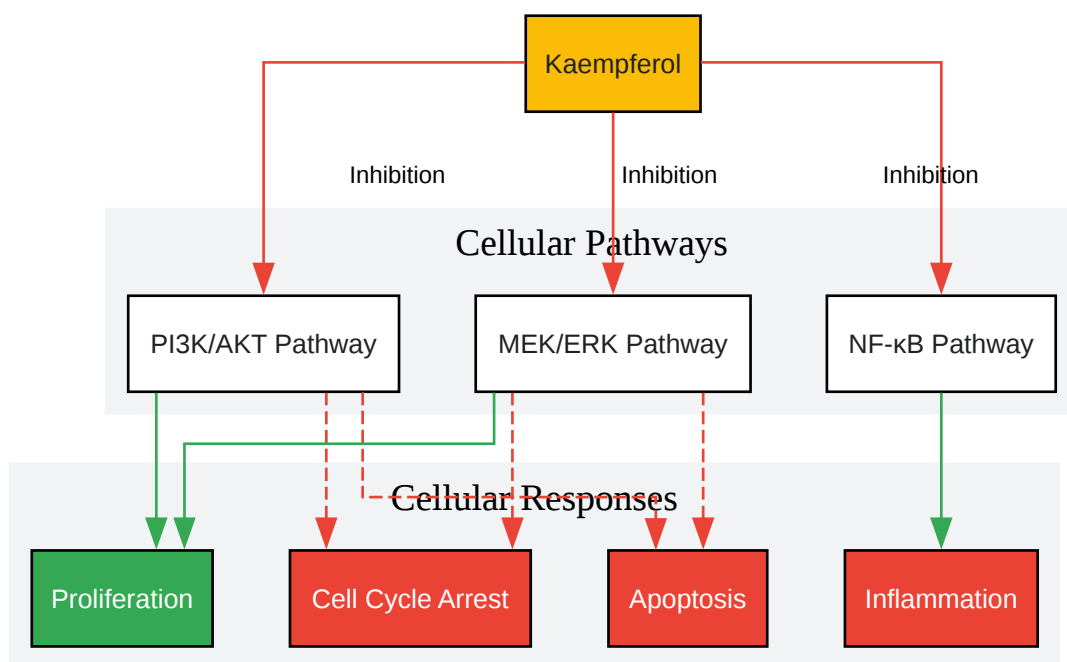 Kaempferol
Inhibition
Inhibition
Inhibition
Cellular Pathways
PI3K/AKT Pathway
MEK/ERK Pathway
NF-κB Pathway
Cellular Responses
Proliferation
Cell Cycle Arrest
Apoptosis
Inflammation